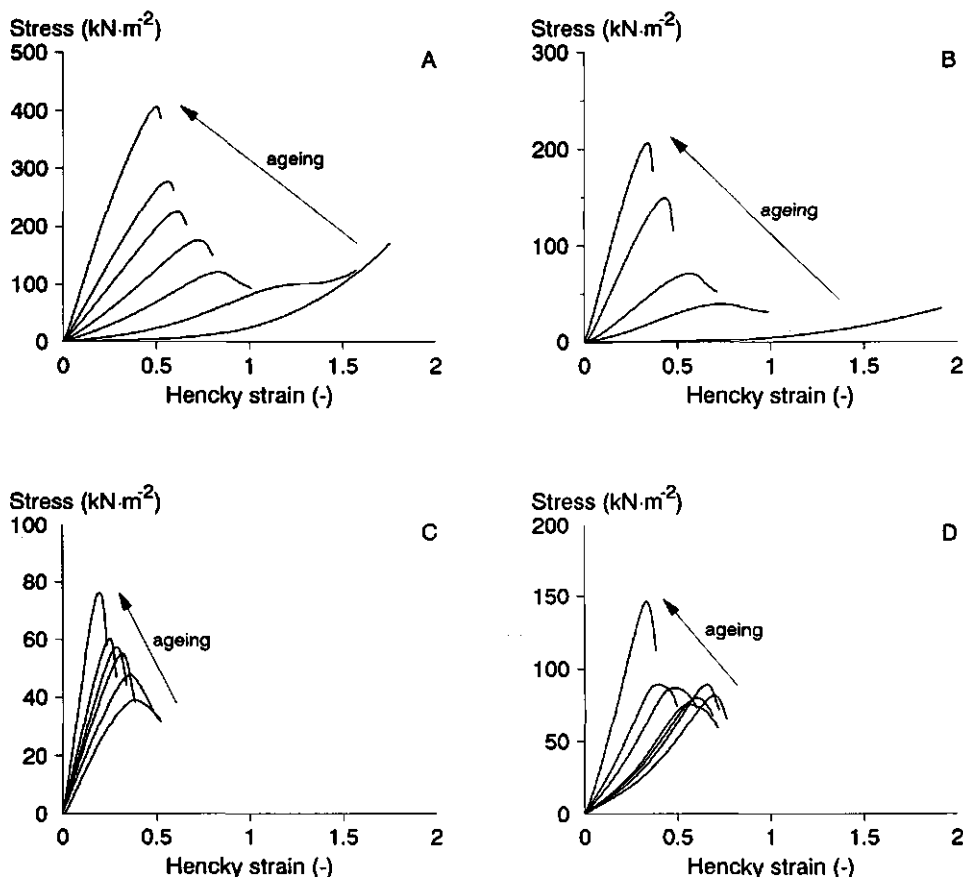 Stress (kN·m⁻²)
500
400
300
200
100
0
A
ageing
0 0.5 1 1.5 2
Hencky strain (-)
Stress (kN·m⁻²)
300
200
100
0
B
ageing
0 0.5 1 1.5 2
Hencky strain (-)
Stress (kN·m⁻²)
100
80
60
40
20
0
C
ageing
0 0.5 1 1.5 2
Hencky strain (-)
Stress (kN·m⁻²)
200
150
100
50
0
D
ageing
0 0.5 1 1.5 2
Hencky strain (-)